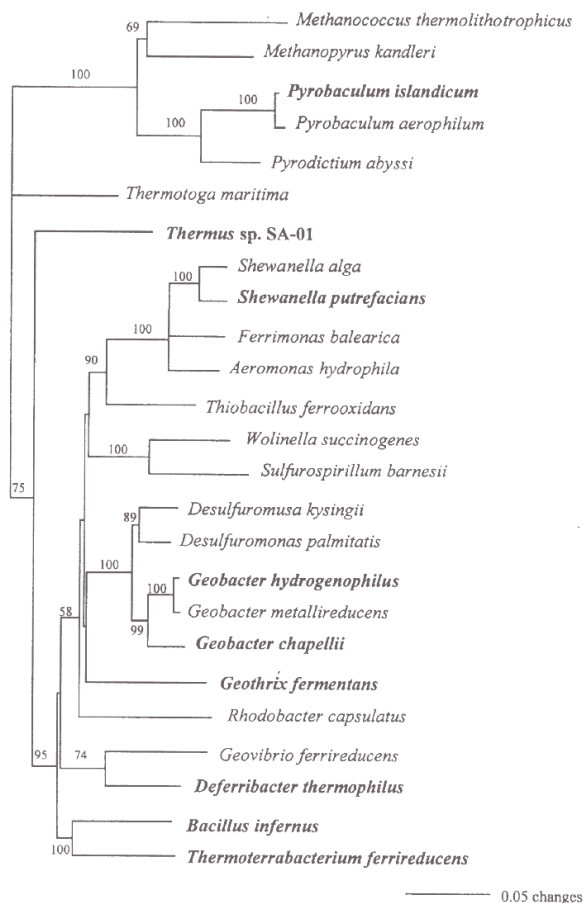 69
Methanococcus thermolithotrophicus
Methanopyrus kandleri
100
Pyrobaculum islandicum
100
Pyrobaculum aerophilum
100
Pyrodictium abyssi
Thermotoga maritima
Thermus sp. SA-01
Shewanella alga
100
Shewanella putrefacians
100
Ferrimonas balearica
90
Aeromonas hydrophila
Thiobacillus ferrooxidans
Wolinella succinogenes
100
Sulfurospirillum barnesii
75
Desulfuromusa kysingii
89
Desulfuromonas palmitatis
100
Geobacter hydrogenophilus
100
Geobacter metallireducens
58
99
Geobacter chapellii
Geothrix fermentans
Rhodobacter capsulatus
95
74
Geovibrio ferrireducens
Deferribacter thermophilus
Bacillus infernus
100
Thermoterrabacterium ferrireducens
0.05 changes